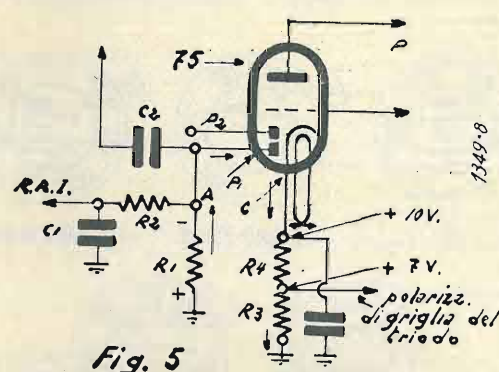 75
P
C2
P2
P1
C
R.A.I.
A
R2
C1
-
R1
+
+ 10V.
R4
+ 7 V.
R3
polarizz.
di griglia del
triodo
1349-8
Fig. 5